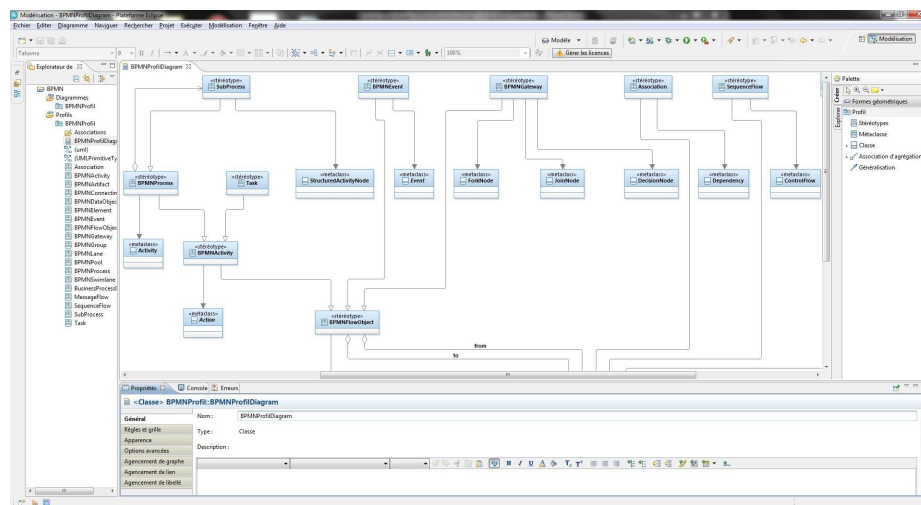 Modélisation - BPMNProfilDiagram - Plateforme Eclipse
Fichier Editer Diagramme Naviguer Rechercher Projet Exécuter Modélisation Fenêtre Aide
Modèle Modélisation
Tahoma 9 100% Gérer les licences
Explorateur de
BPMN
Diagrammes
BPMNProfil
Profils
BPMNProfil
Associations
BPMNProfilDiagr
(uml)
(UMLPrimitiveTy
Association
BPMNActivity
BPMNArtifact
BPMNConnectin
BPMNDataObjec
BPMNElement
BPMNEvent
BPMNFlowObjec
BPMNGateway
BPMNGroup
BPMNLane
BPMNPool
BPMNProcess
BPMNSwimlane
BusinessProcess
MessageFlow
SequenceFlow
SubProcess
Task
BPMNProfilDiagram
«stéréotype» SubProcess
«stéréotype» BPMNEvent
«stéréotype» BPMNGateway
«stéréotype» Association
«stéréotype» SequenceFlow
«stéréotype» BPMNProcess
«stéréotype» Task
«metaclass» StructuredActivityNode
«metaclass» Event
«metaclass» ForkNode
«metaclass» JoinNode
«metaclass» DecisionNode
«metaclass» Dependency
«metaclass» ControlFlow
«metaclass» Activity
«stéréotype» BPMNActivity
«metaclass» Action
«stéréotype» BPMNFlowObject
from
to
Palette
Créer
Explorer
Formes géométriques
Profil
Stéréotypes
Métaclasse
Classe
Association d'agrégation
Généralisation
Propriétés Console Erreurs
<Classe> BPMNProfil::BPMNProfilDiagram
Général
Règles et grille
Apparence
Options avancées
Agencement de graphe
Agencement de lien
Agencement de libellé
Nom : BPMNProfilDiagram
Type : Classe
Description :